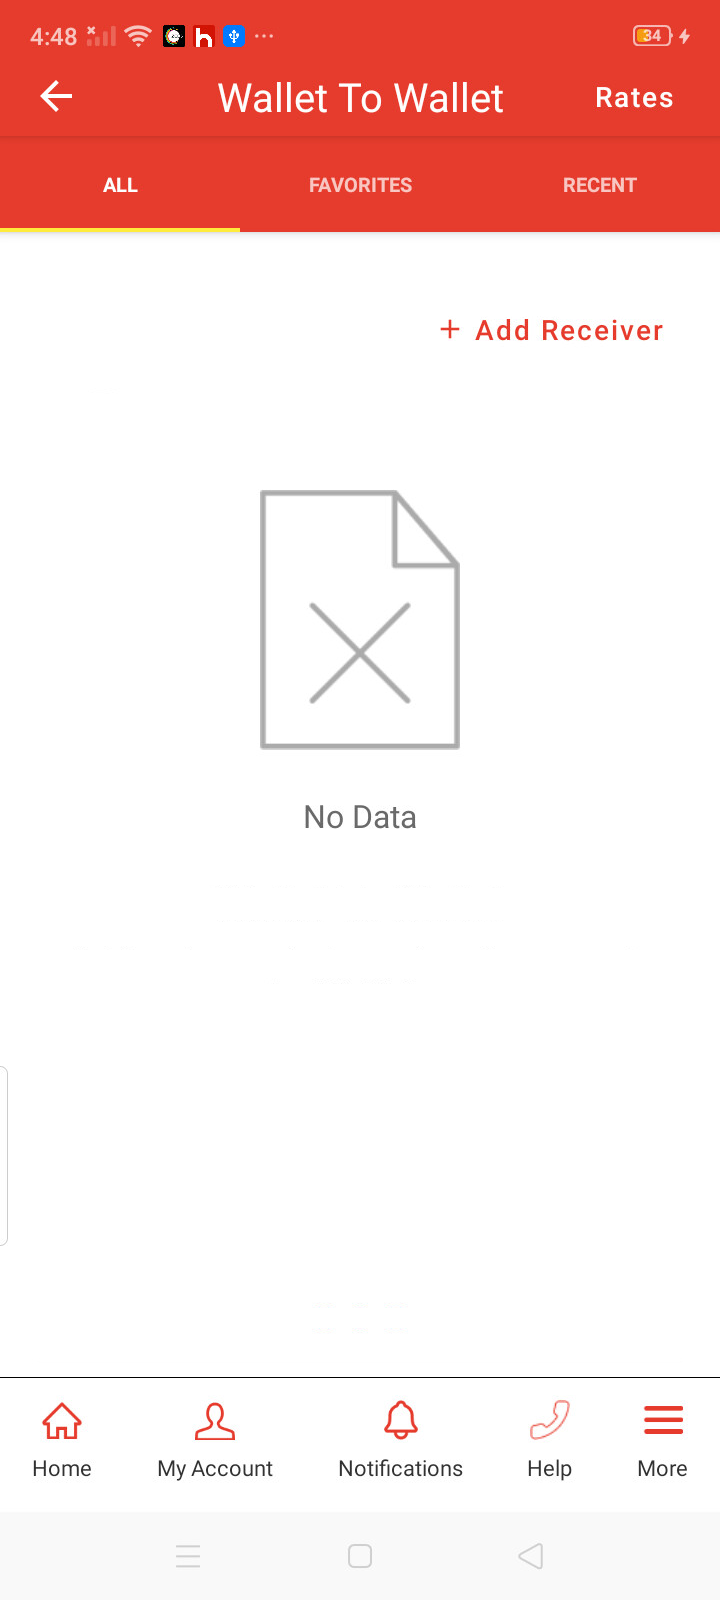 4:48
34
Wallet To Wallet
Rates
ALL
FAVORITES
RECENT
+ Add Receiver
No Data
Home
My Account
Notifications
Help
More